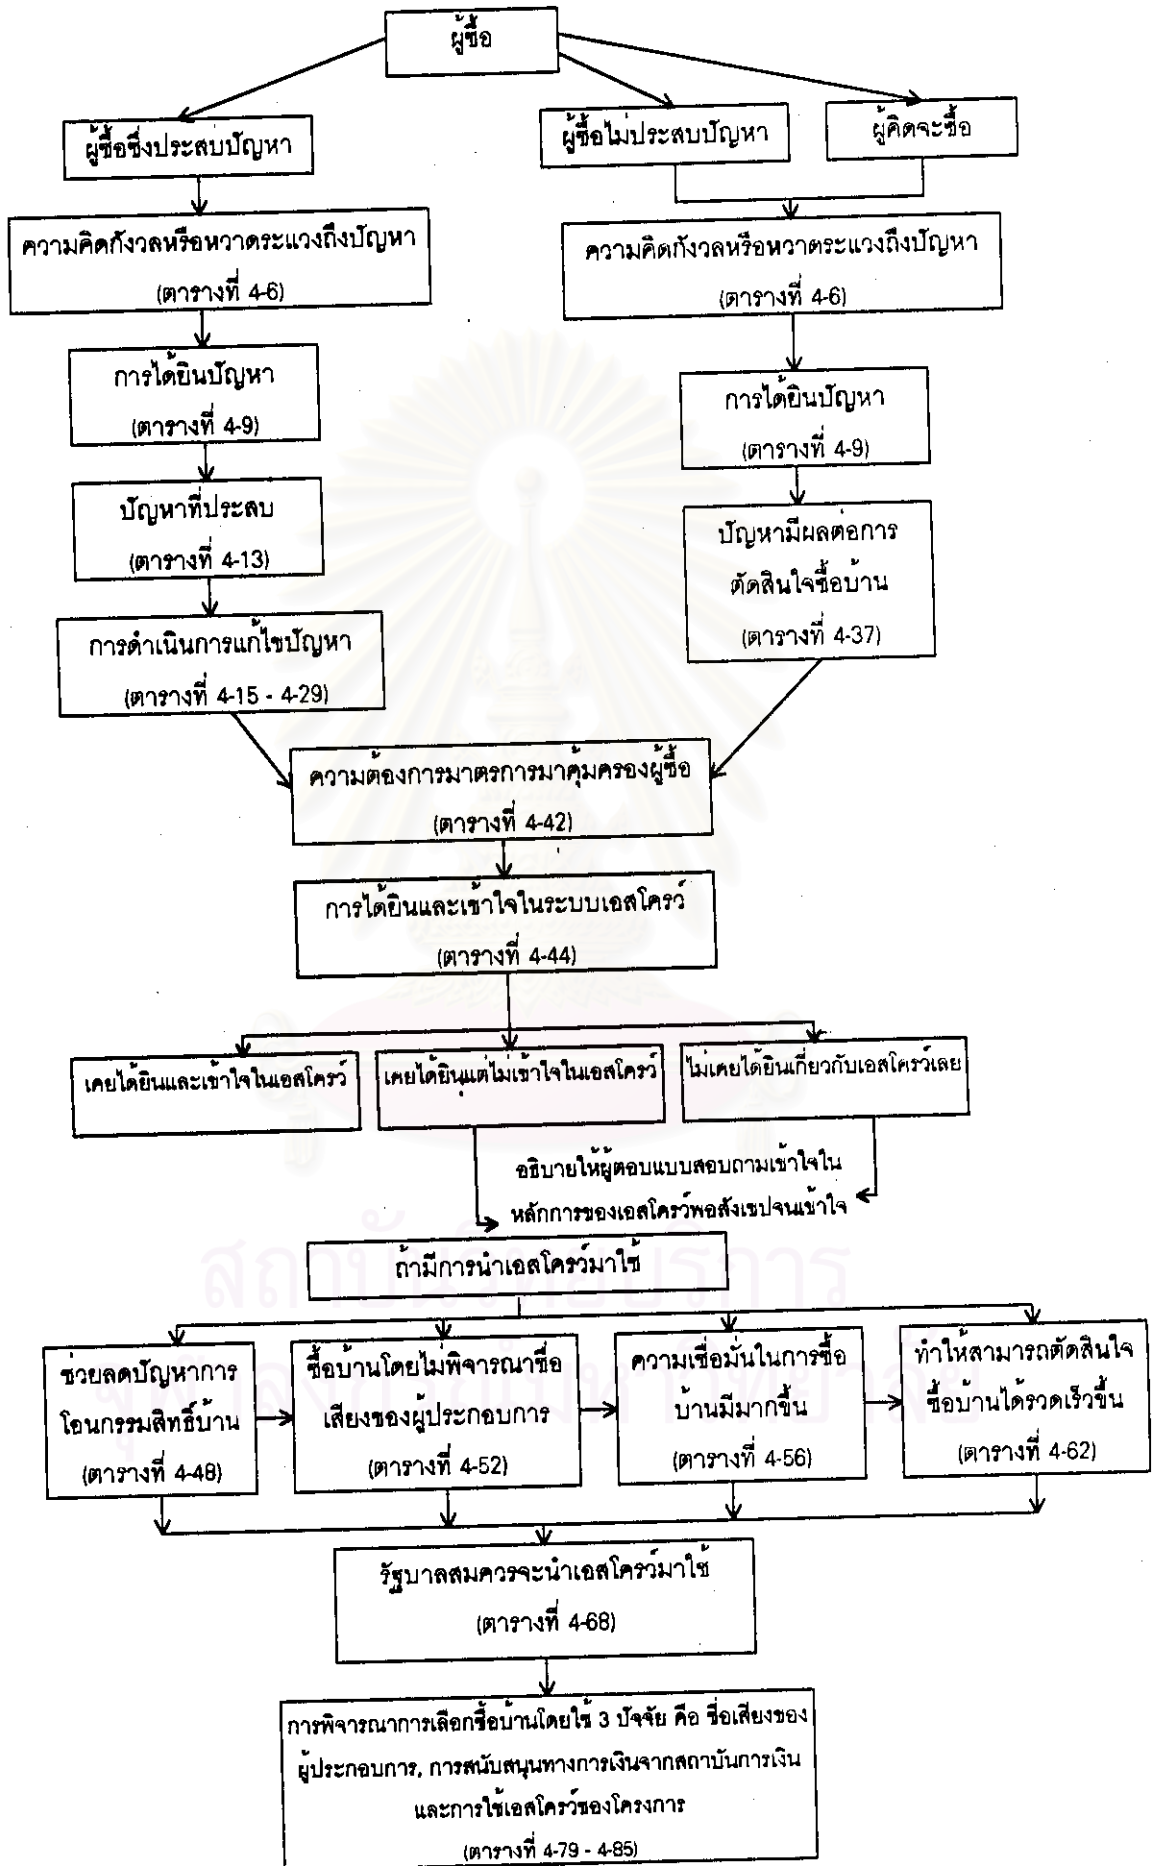 ผู้ซื้อ
ผู้ซื้อซึ่งประสบปัญหา
ผู้ซื้อไม่ประสบปัญหา
ผู้คิดจะซื้อ
ความคิดกังวลหรือหวาดระแวงถึงปัญหา
(ตารางที่ 4-6)
ความคิดกังวลหรือหวาดระแวงถึงปัญหา
(ตารางที่ 4-6)
การได้ยินปัญหา
(ตารางที่ 4-9)
การได้ยินปัญหา
(ตารางที่ 4-9)
ปัญหาที่ประสบ
(ตารางที่ 4-13)
ปัญหามีผลต่อการ
ตัดสินใจซื้อบ้าน
(ตารางที่ 4-37)
การดำเนินการแก้ไขปัญหา
(ตารางที่ 4-15 - 4-29)
ความต้องการมาตรการมาคุ้มครองผู้ซื้อ
(ตารางที่ 4-42)
การได้ยินและเข้าใจในระบบเอสโครว์
(ตารางที่ 4-44)
เคยได้ยินและเข้าใจในเอสโครว์
เคยได้ยินแต่ไม่เข้าใจในเอสโครว์
ไม่เคยได้ยินเกี่ยวกับเอสโครว์เลย
อธิบายให้ผู้ตอบแบบสอบถามเข้าใจใน
หลักการของเอสโครว์พอสังเขปจนเข้าใจ
ถ้ามีการนำเอสโครว์มาใช้
สถาบันวิทยบริการ
ช่วยลดปัญหาการ
โอนกรรมสิทธิ์บ้าน
(ตารางที่ 4-48)
ซื้อบ้านโดยไม่พิจารณาชื่อ
เสียงของผู้ประกอบการ
(ตารางที่ 4-52)
ความเชื่อมั่นในการซื้อ
บ้านมีมากขึ้น
(ตารางที่ 4-56)
ทำให้สามารถตัดสินใจ
ซื้อบ้านได้รวดเร็วขึ้น
(ตารางที่ 4-62)
จุฬาลงกรณ์มหาวิทยาลัย
รัฐบาลสมควรจะนำเอสโครว์มาใช้
(ตารางที่ 4-68)
การพิจารณาการเลือกซื้อบ้านโดยใช้ 3 ปัจจัย คือ ชื่อเสียงของ
ผู้ประกอบการ, การสนับสนุนทางการเงินจากสถาบันการเงิน
และการใช้เอสโครว์ของโครงการ
(ตารางที่ 4-79 - 4-85)